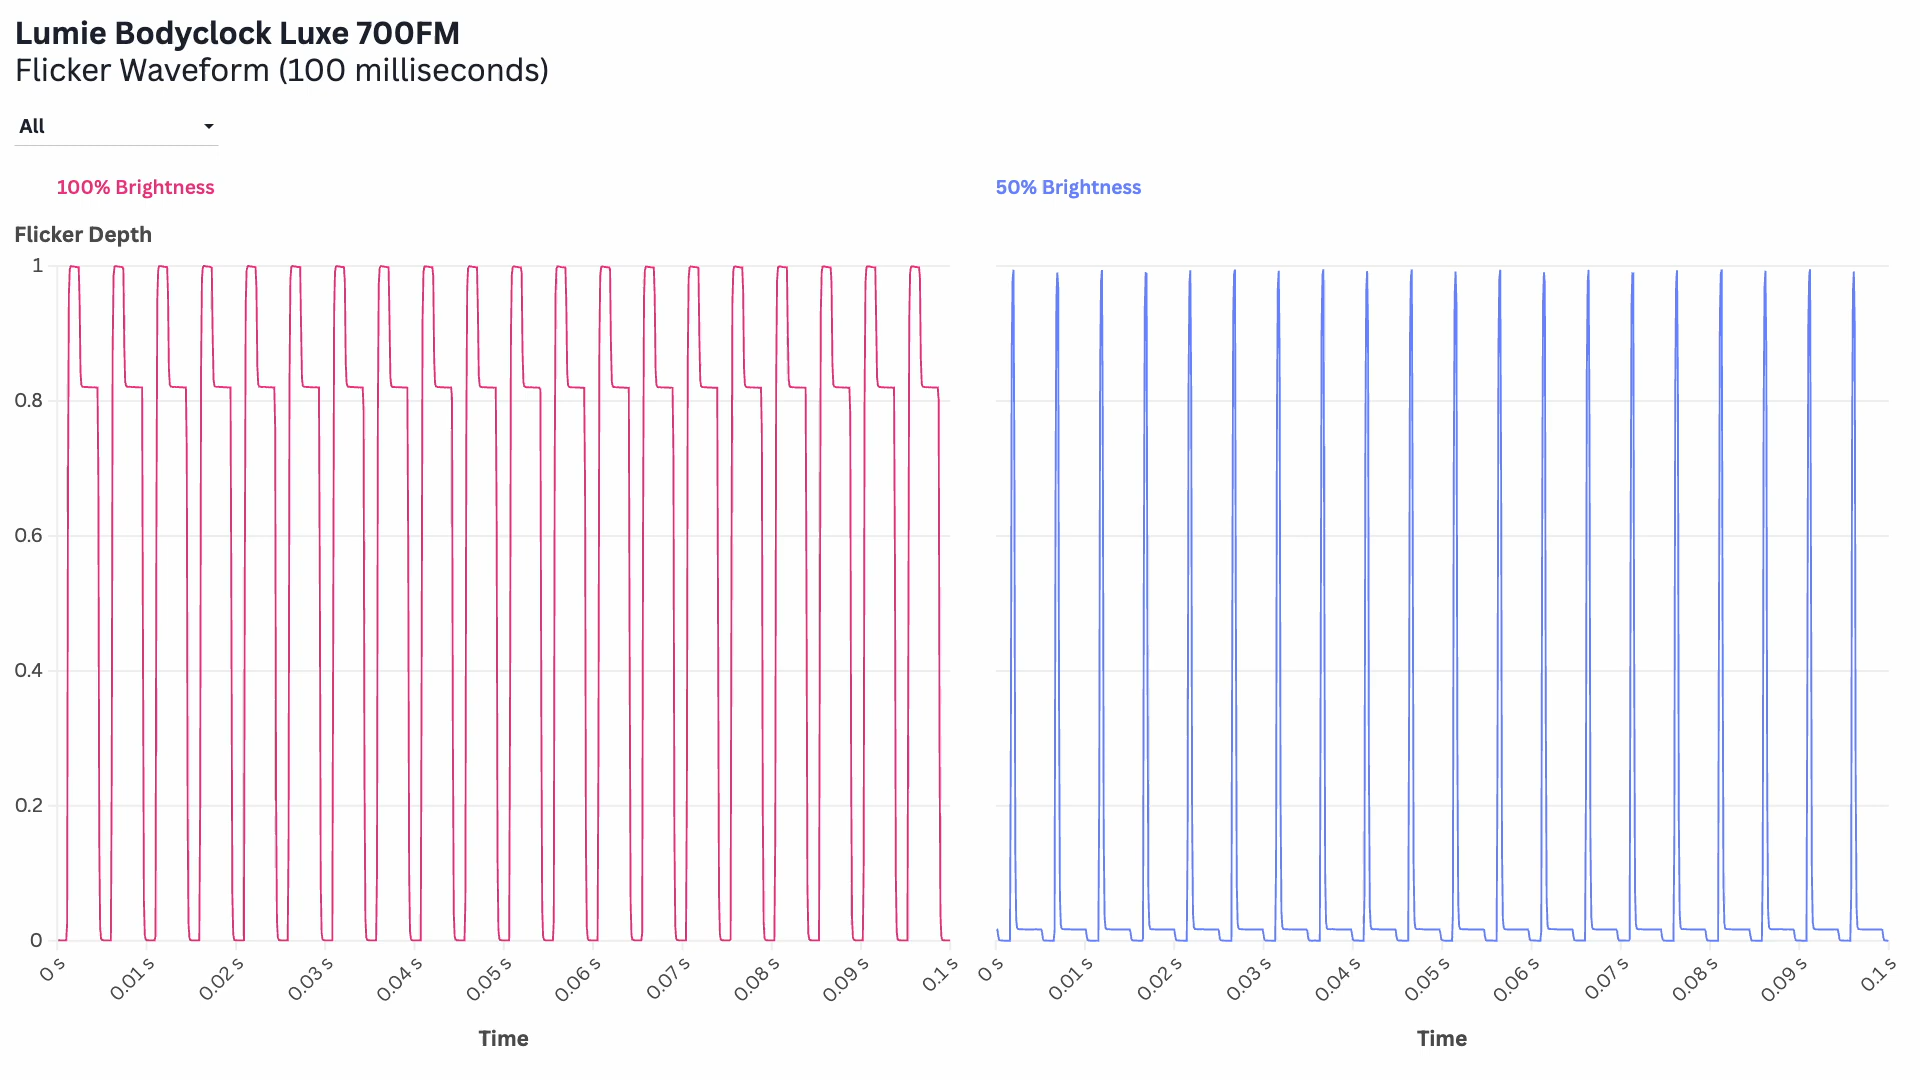 Lumie Bodyclock Luxe 700FM
Flicker Waveform (100 milliseconds)
All
100% Brightness
50% Brightness
Flicker Depth
1
0.8
0.6
0.4
0.2
0
0 s
0.01 s
0.02 s
0.03 s
0.04 s
0.05 s
0.06 s
0.07 s
0.08 s
0.09 s
0.1 s
0 s
0.01 s
0.02 s
0.03 s
0.04 s
0.05 s
0.06 s
0.07 s
0.08 s
0.09 s
0.1 s
Time
Time